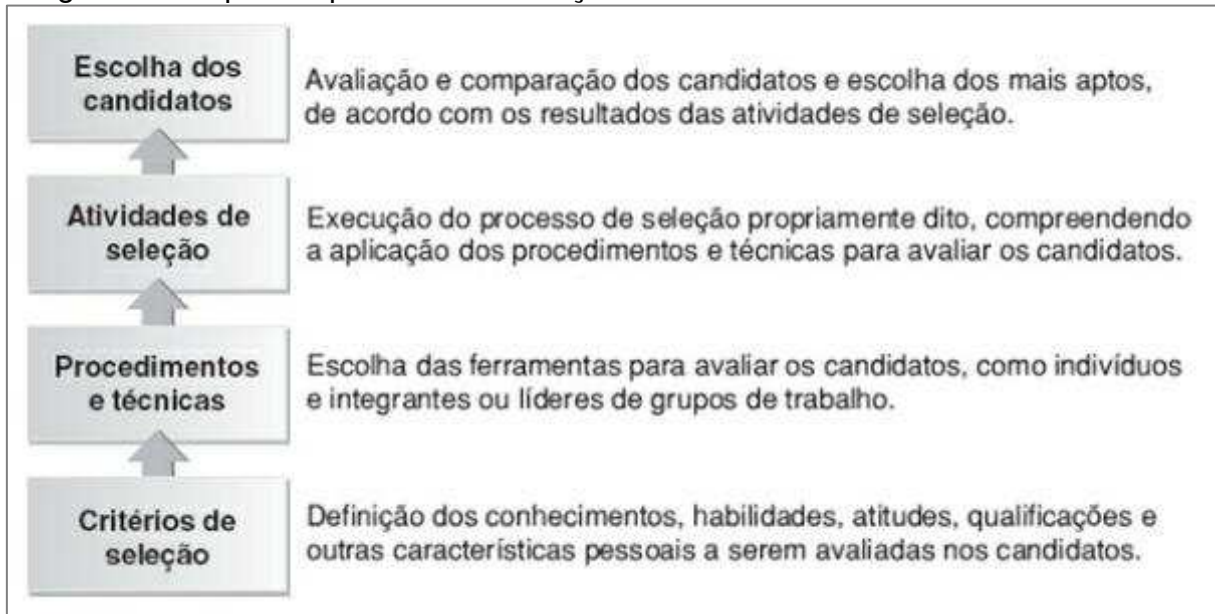 Escolha dos
candidatos
Avaliação e comparação dos candidatos e escolha dos mais aptos,
de acordo com os resultados das atividades de seleção.
Atividades de
seleção
Execução do processo de seleção propriamente dito, compreendendo
a aplicação dos procedimentos e técnicas para avaliar os candidatos.
Procedimentos
e técnicas
Escolha das ferramentas para avaliar os candidatos, como indivíduos
e integrantes ou líderes de grupos de trabalho.
Critérios de
seleção
Definição dos conhecimentos, habilidades, atitudes, qualificações e
outras características pessoais a serem avaliadas nos candidatos.